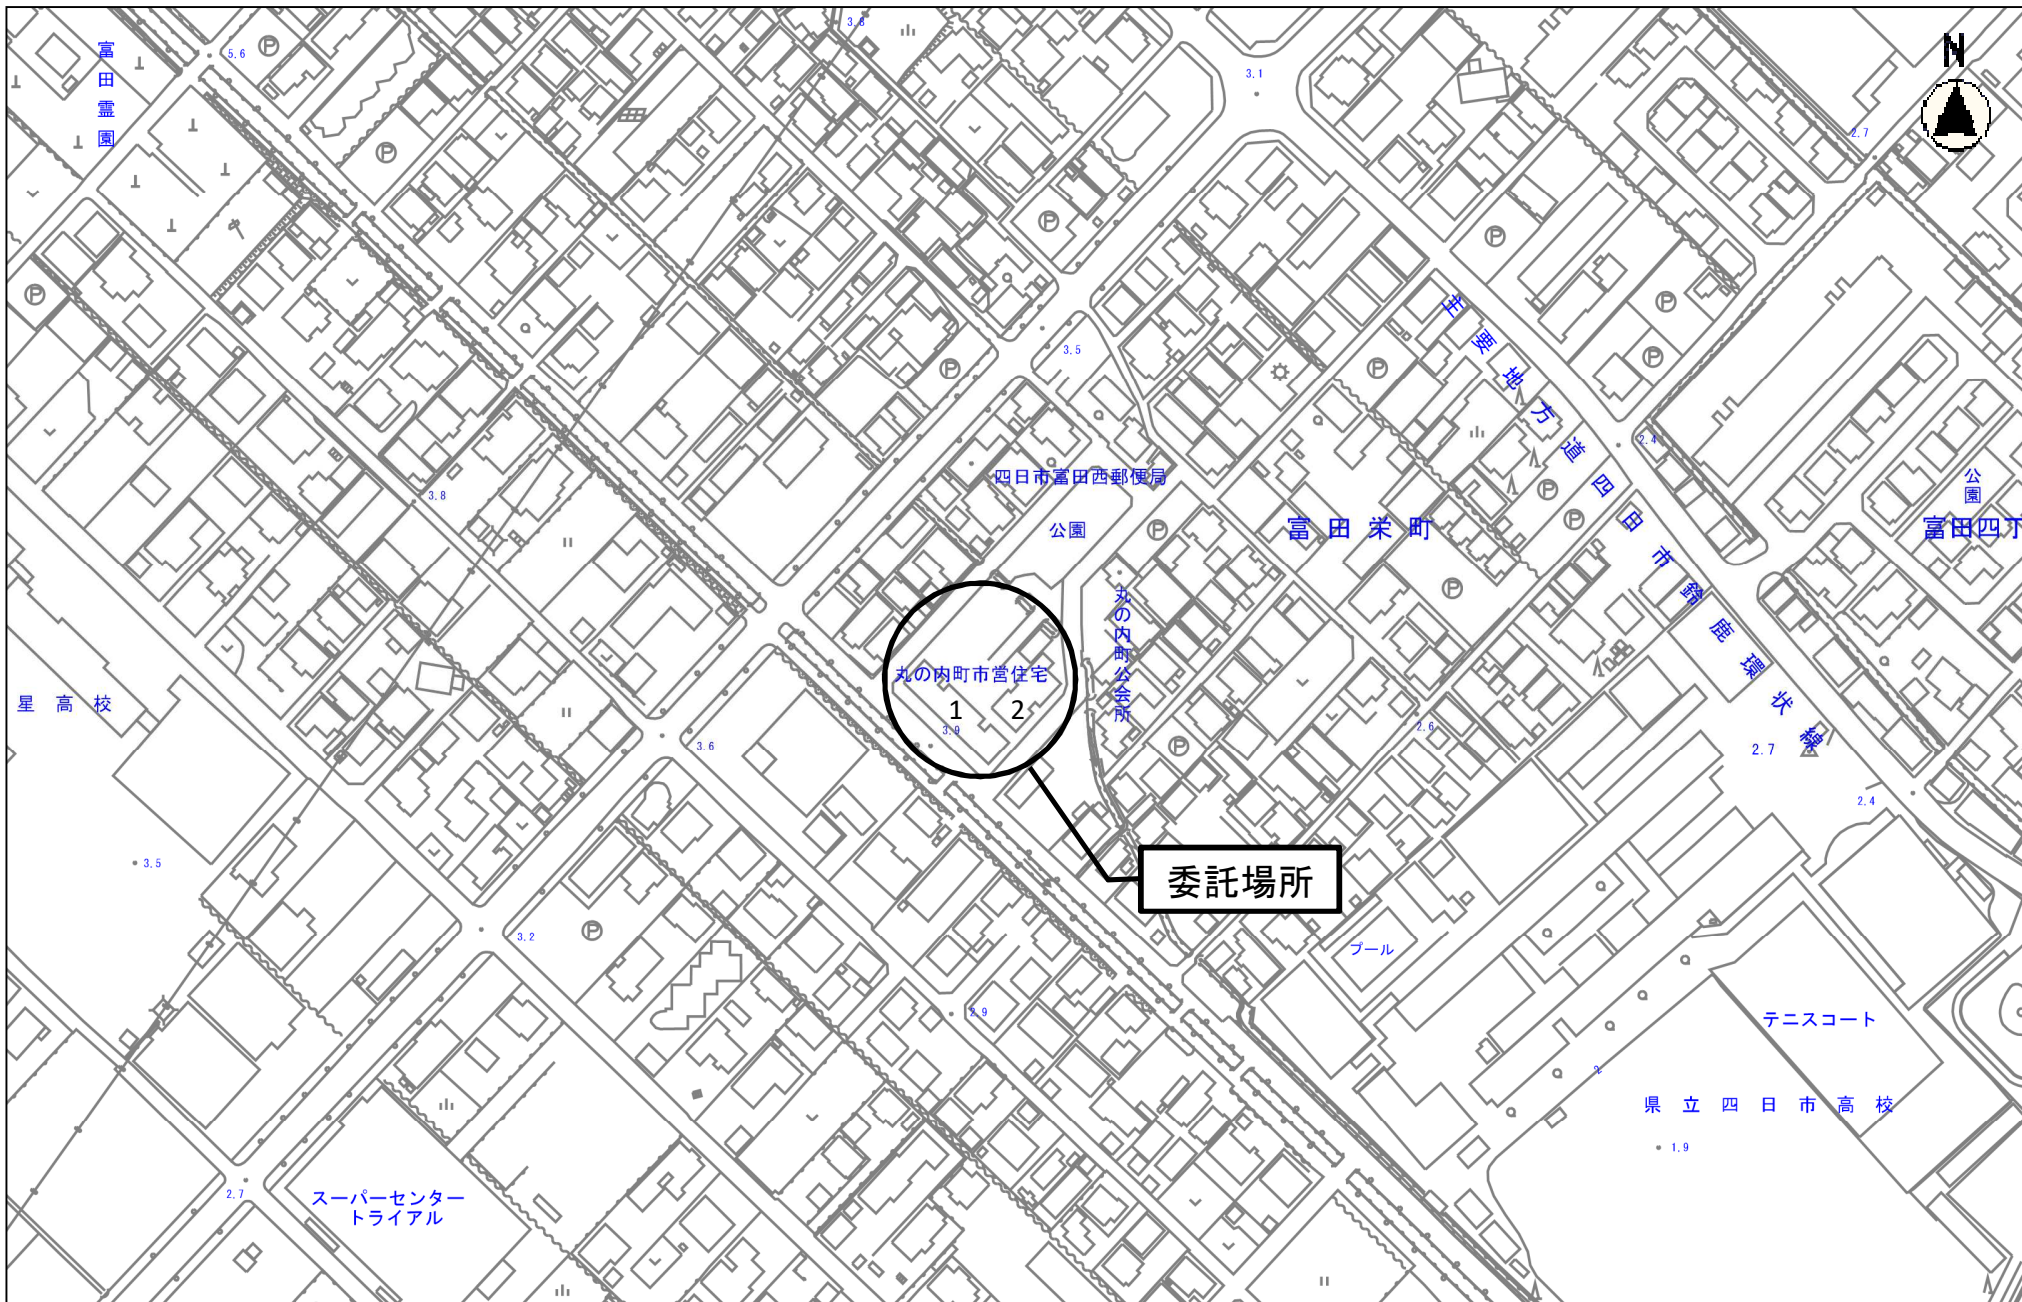 富田霊園
5.6
3.8
3.1
N
2.7
3.5
主要地方道四日市鈴鹿環状線
2.4
四日市富田西郵便局
公園
富田栄町
公園
富田四丁
3.8
丸の内町公会所
丸の内町市営住宅
1 2
3.9
星高校
3.6
2.6
2.7
2.4
3.5
委託場所
3.2
プール
2.9
テニスコート
県立四日市高校
1.9
2.7
スーパーセンター
トライアル